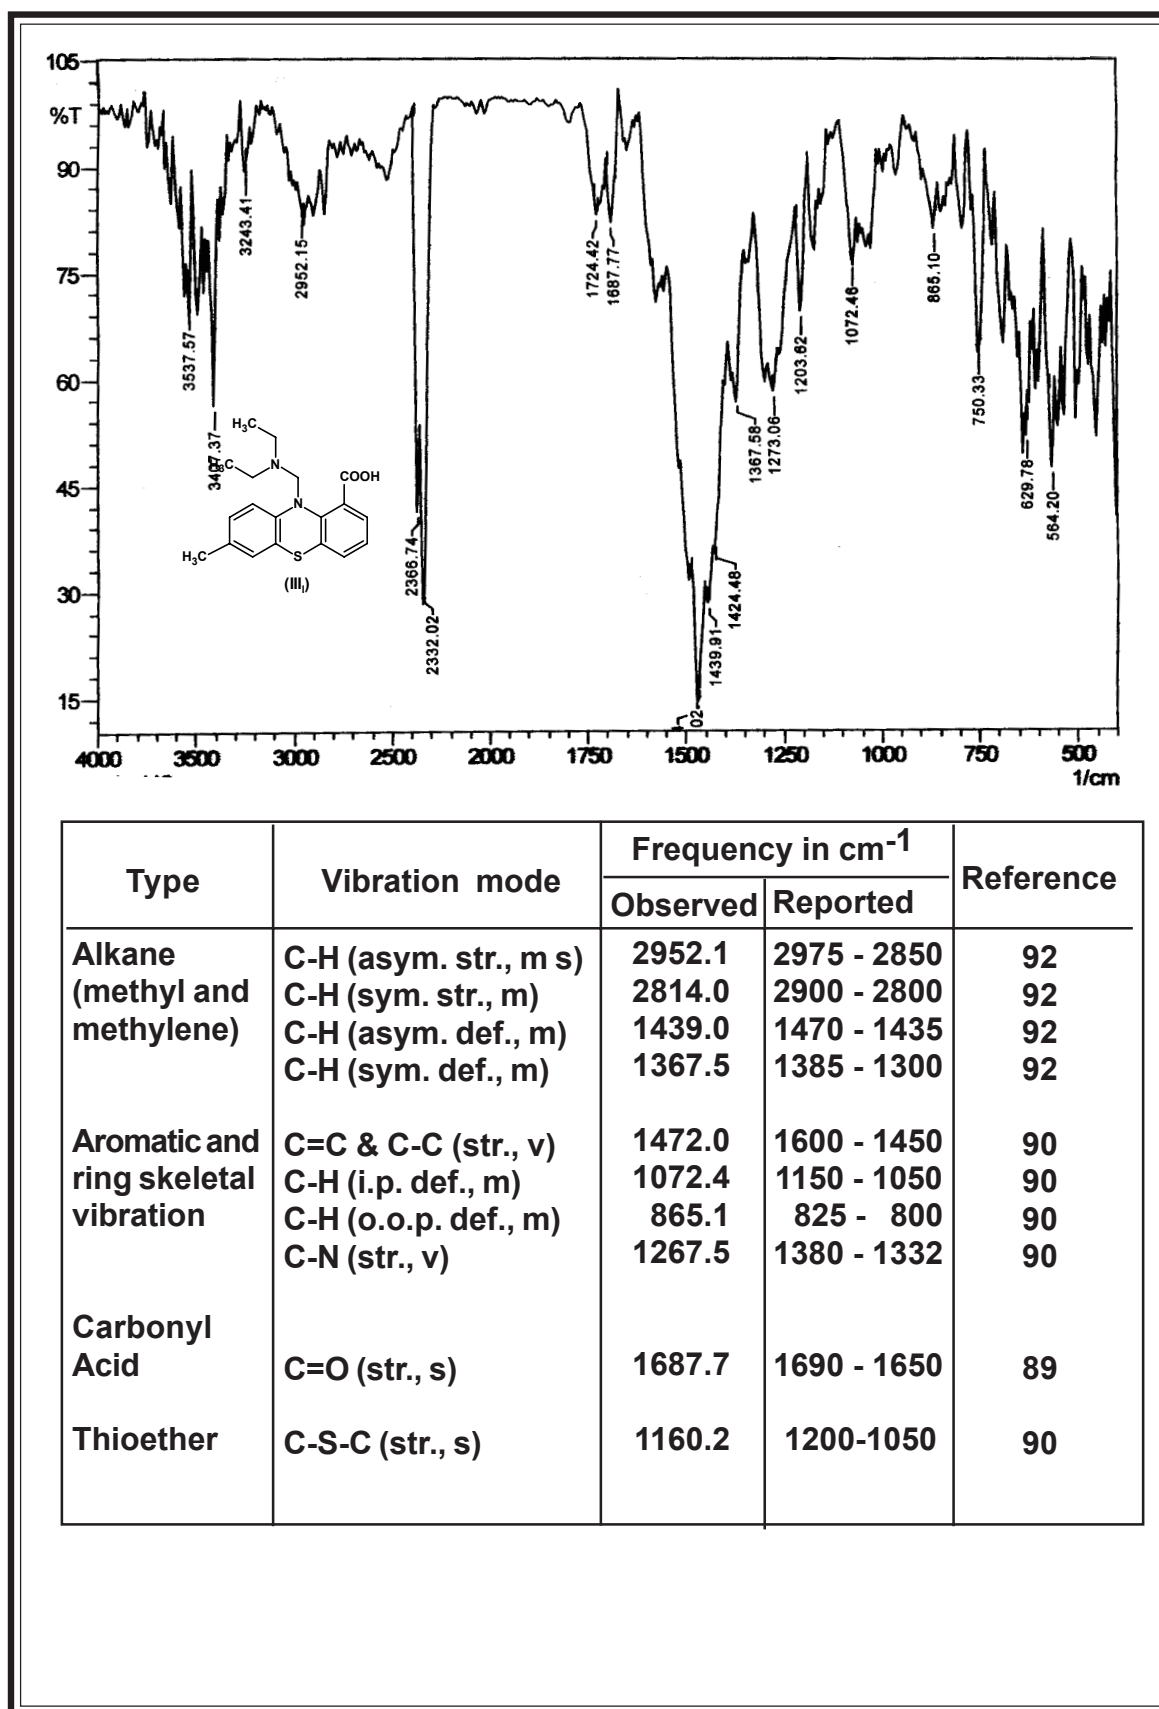 105
%T
90
75
60
45
30
15
4000 3500 3000 2500 2000 1750 1500 1250 1000 750 500
1/cm
3537.57
3243.41
2952.15
2366.74
2332.02
1724.42
1687.77
1439.91
1424.48
1367.58
1273.06
1203.62
1072.46
865.10
750.33
629.78
564.20
02
H₃C
N
COOH
N
S
H₃C
Type Vibration mode Frequency in cm⁻¹ Reference
Observed Reported
Alkane C-H (asym. str., m s) 2952.1 2975 - 2850 92
(methyl and C-H (sym. str., m) 2814.0 2900 - 2800 92
methylene) C-H (asym. def., m) 1439.0 1470 - 1435 92
C-H (sym. def., m) 1367.5 1385 - 1300 92
Aromatic and C=C & C-C (str., v) 1472.0 1600 - 1450 90
ring skeletal C-H (i.p. def., m) 1072.4 1150 - 1050 90
vibration C-H (o.o.p. def., m) 865.1 825 - 800 90
C-N (str., v) 1267.5 1380 - 1332 90
Carbonyl
Acid C=O (str., s) 1687.7 1690 - 1650 89
Thioether C-S-C (str., s) 1160.2 1200-1050 90